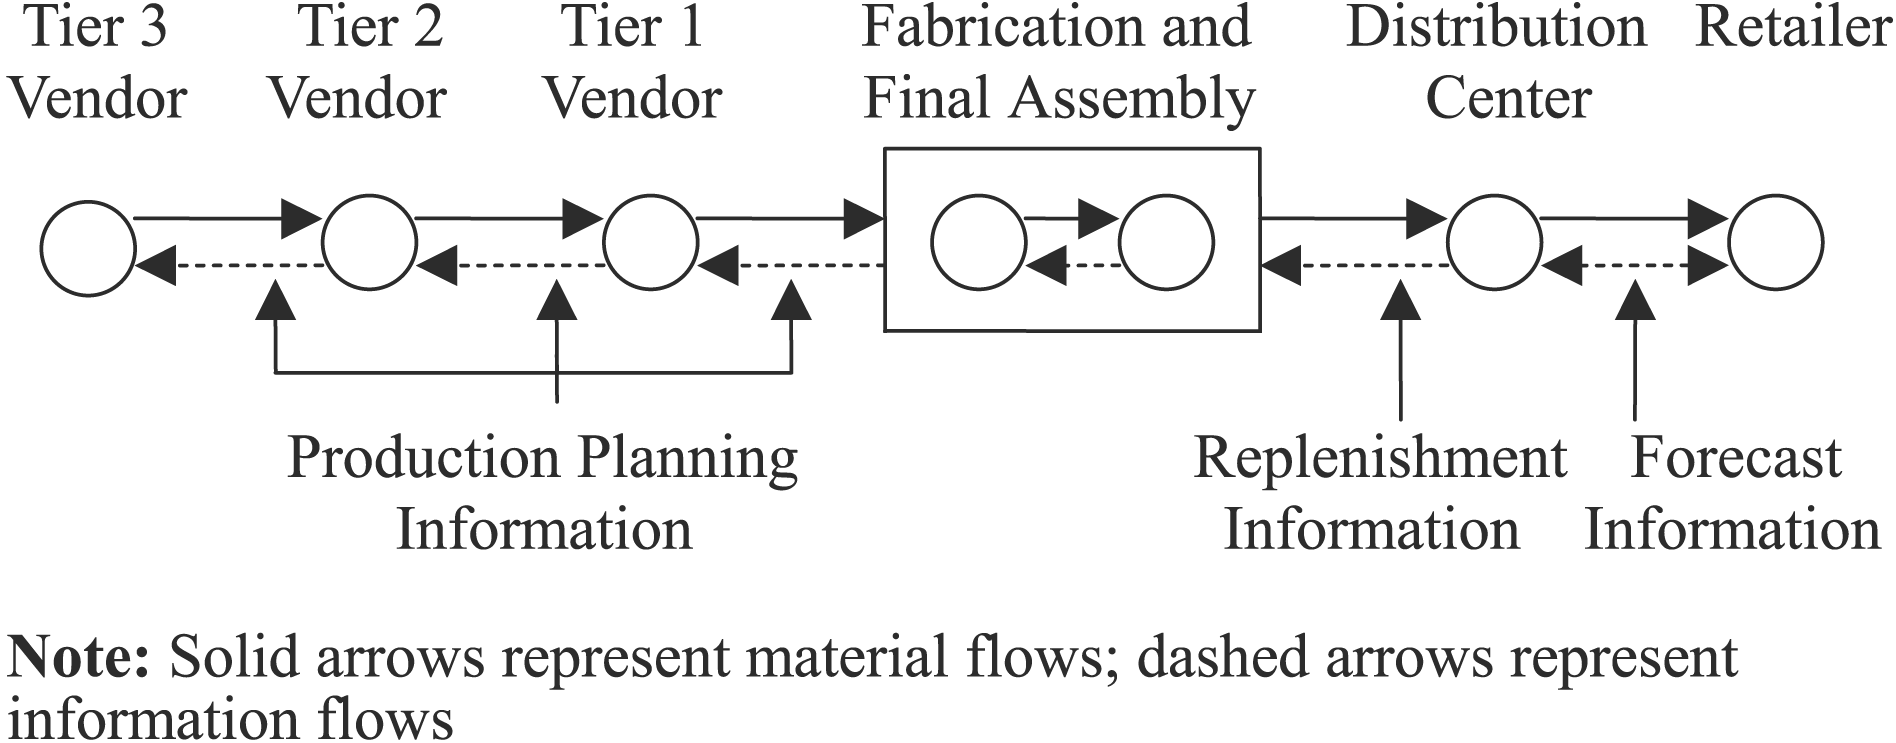 Tier 3
Vendor
Tier 2
Vendor
Tier 1
Vendor
Fabrication and
Final Assembly
Distribution
Center
Retailer
Production Planning
Information
Replenishment
Information
Forecast
Information
Note: Solid arrows represent material flows; dashed arrows represent
information flows